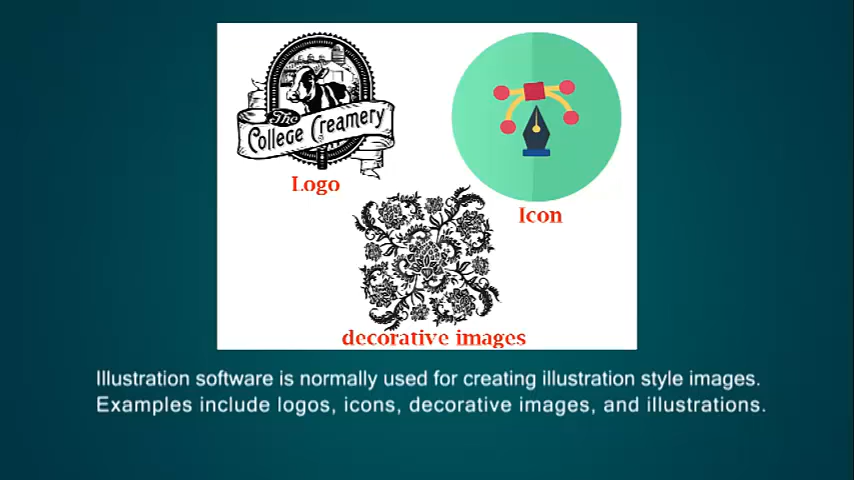 The
College Creamery
Logo
Icon
decorative images
Illustration software is normally used for creating illustration style images.
Examples include logos, icons, decorative images, and illustrations.